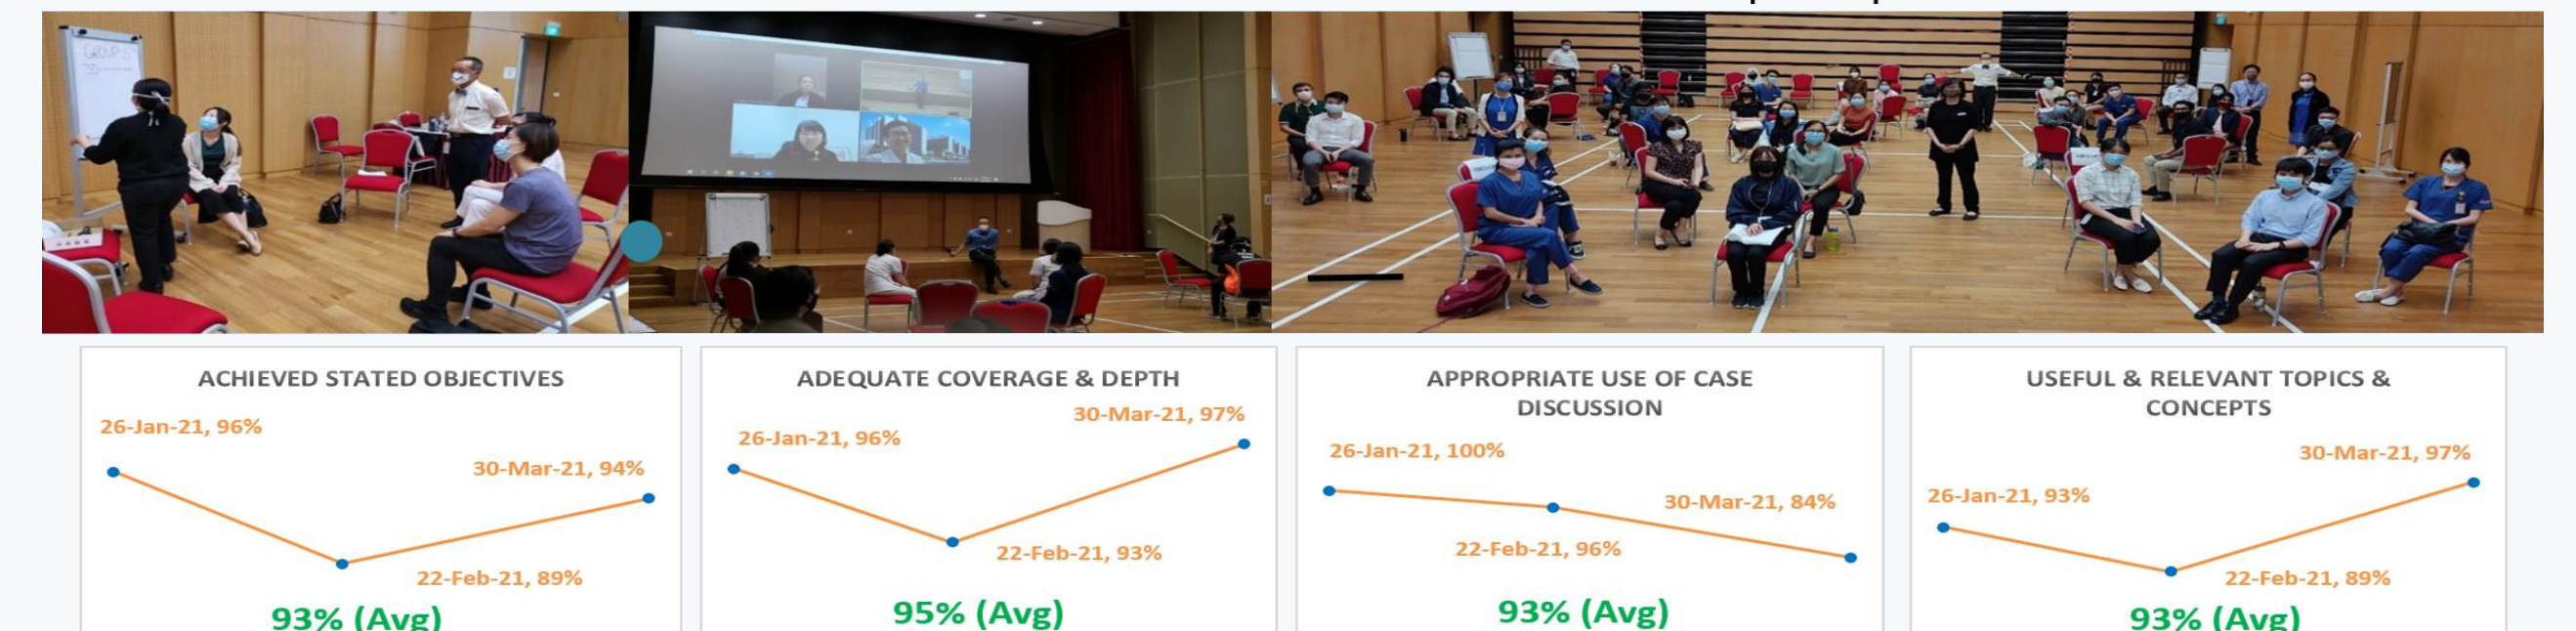 GROUP 5
ACHIEVED STATED OBJECTIVES
26-Jan-21, 96%
30-Mar-21, 94%
22-Feb-21, 89%
93% (Avg)
ADEQUATE COVERAGE & DEPTH
30-Mar-21, 97%
26-Jan-21, 96%
22-Feb-21, 93%
95% (Avg)
APPROPRIATE USE OF CASE
DISCUSSION
26-Jan-21, 100%
30-Mar-21, 84%
22-Feb-21, 96%
93% (Avg)
USEFUL & RELEVANT TOPICS &
CONCEPTS
30-Mar-21, 97%
26-Jan-21, 93%
22-Feb-21, 89%
93% (Avg)